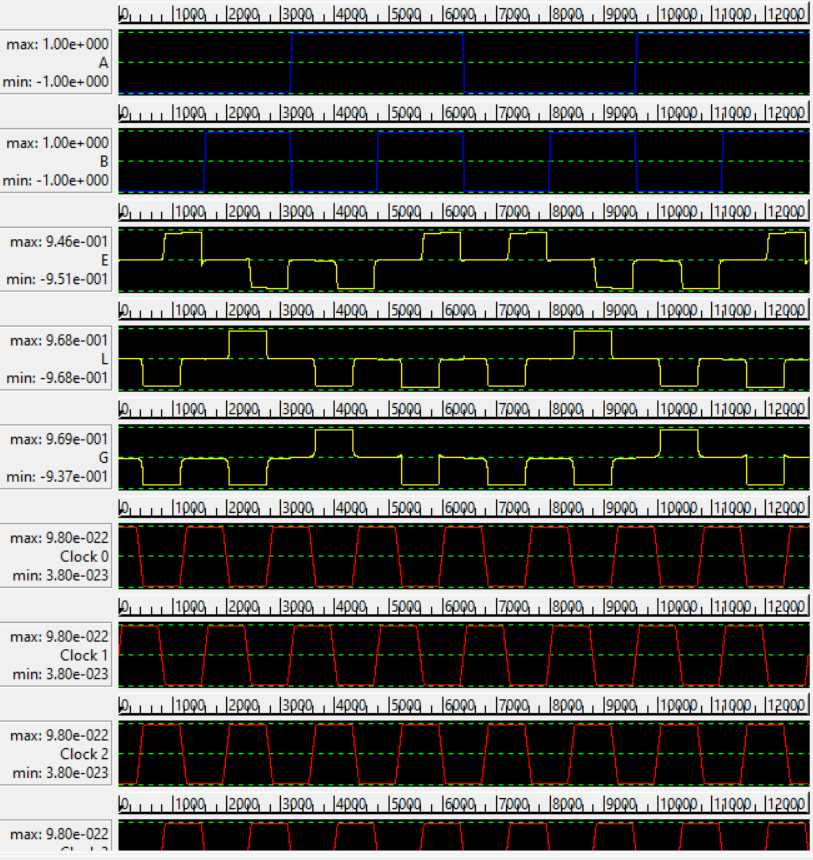 0 1000 2000 3000 4000 5000 6000 7000 8000 9000 10000 11000 12000
max: 1.00e+000
A
min: -1.00e+000
0 1000 2000 3000 4000 5000 6000 7000 8000 9000 10000 11000 12000
max: 1.00e+000
B
min: -1.00e+000
0 1000 2000 3000 4000 5000 6000 7000 8000 9000 10000 11000 12000
max: 9.46e-001
E
min: -9.51e-001
0 1000 2000 3000 4000 5000 6000 7000 8000 9000 10000 11000 12000
max: 9.68e-001
L
min: -9.68e-001
0 1000 2000 3000 4000 5000 6000 7000 8000 9000 10000 11000 12000
max: 9.69e-001
G
min: -9.37e-001
0 1000 2000 3000 4000 5000 6000 7000 8000 9000 10000 11000 12000
max: 9.80e-022
Clock 0
min: 3.80e-023
0 1000 2000 3000 4000 5000 6000 7000 8000 9000 10000 11000 12000
max: 9.80e-022
Clock 1
min: 3.80e-023
0 1000 2000 3000 4000 5000 6000 7000 8000 9000 10000 11000 12000
max: 9.80e-022
Clock 2
min: 3.80e-023
0 1000 2000 3000 4000 5000 6000 7000 8000 9000 10000 11000 12000
max: 9.80e-022